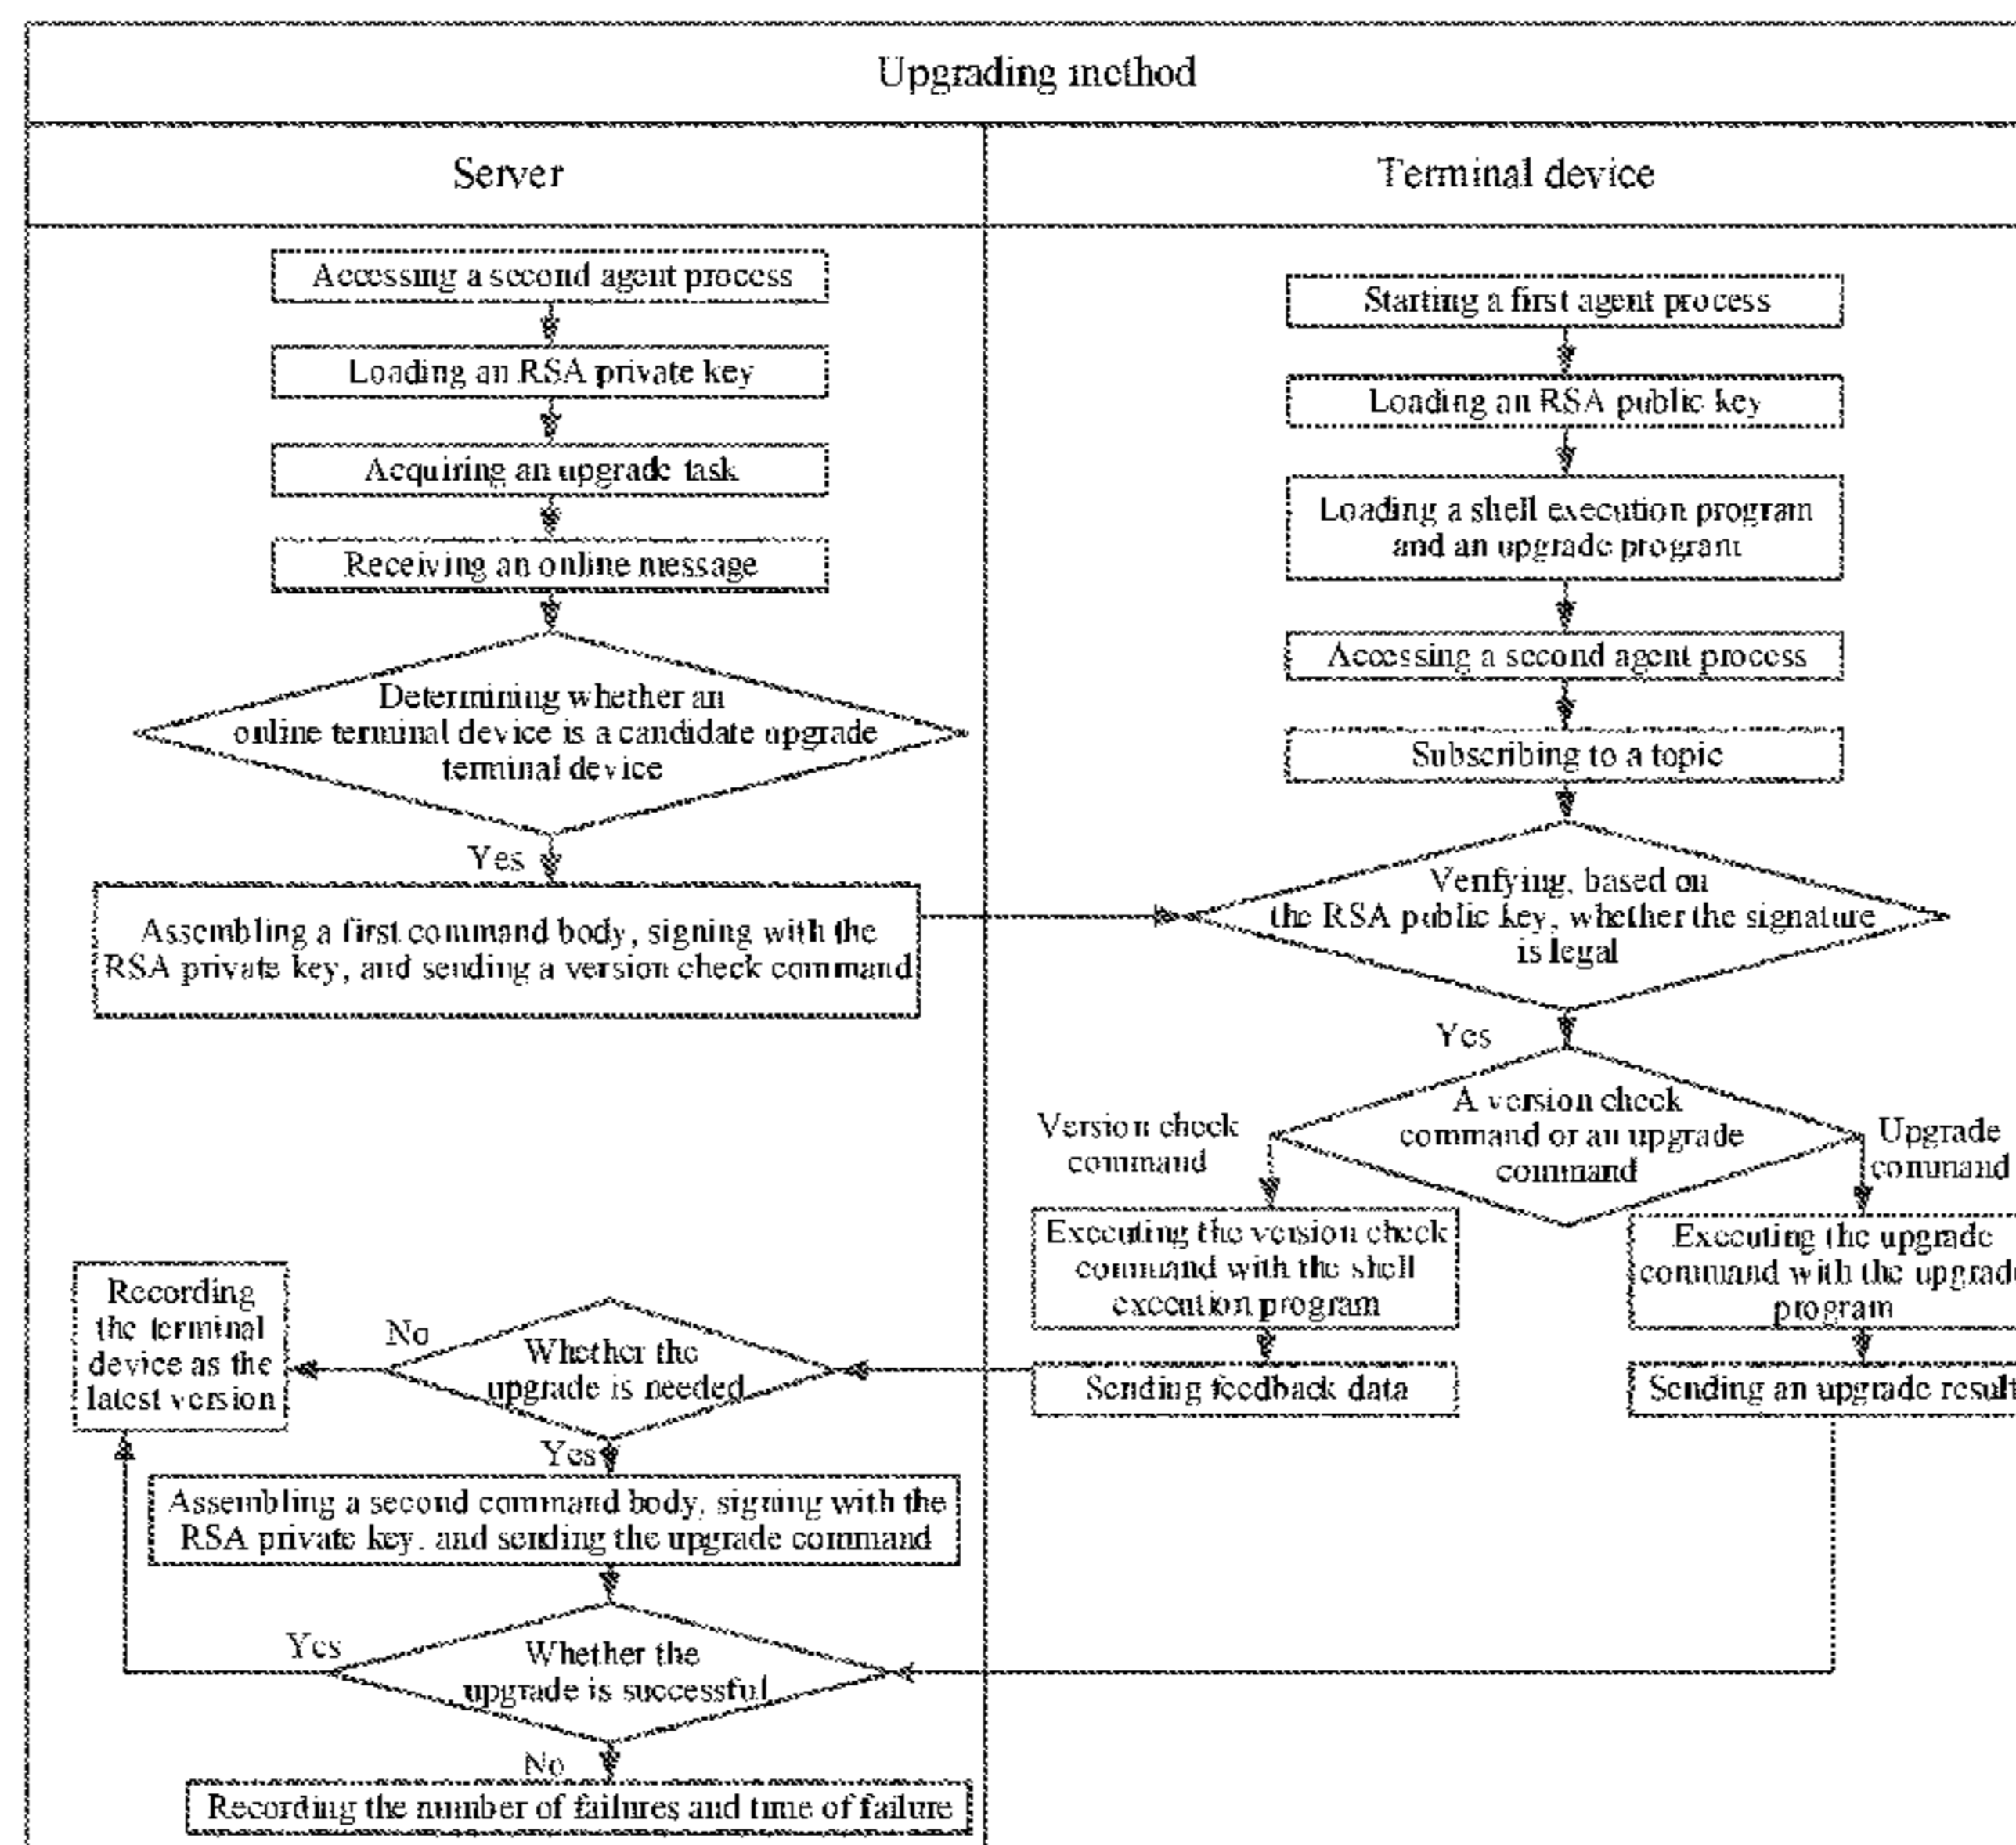 Upgrading method
Server
Terminal device
Accessing a second agent process
Loading an RSA private key
Acquiring an upgrade task
Receiving an online message
Determining whether an
online terminal device is a candidate upgrade
terminal device
Yes
Assembling a first command body, signing with the
RSA private key, and sending a version check command
Starting a first agent process
Loading an RSA public key
Loading a shell execution program
and an upgrade program
Accessing a second agent process
Subscribing to a topic
Verifying, based on
the RSA public key, whether the signature
is legal
Yes
A version check
command or an upgrade
command
Version check
command
Upgrade
command
Executing the version check
command with the shell
execution program
Executing the upgrade
command with the upgrade
program
Sending feedback data
Sending an upgrade result
Whether the
upgrade is needed
No
Recording
the terminal
device as the
latest version
Yes
Assembling a second command body, signing with the
RSA private key, and sending the upgrade command
Whether the
upgrade is successful
Yes
No
Recording the number of failures and time of failure